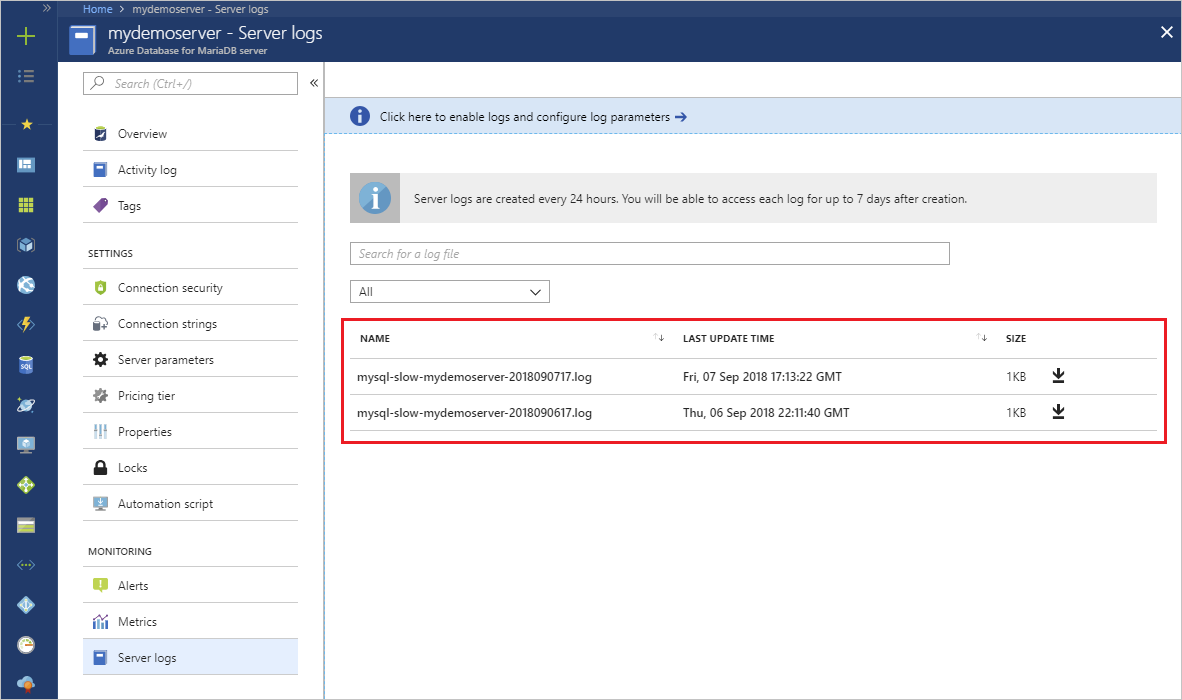 Home > mydemoserver - Server logs
mydemoserver - Server logs
Azure Database for MariaDB server
Search (Ctrl+/)
Overview
Activity log
Tags
SETTINGS
Connection security
Connection strings
Server parameters
Pricing tier
Properties
Locks
Automation script
MONITORING
Alerts
Metrics
Server logs
Click here to enable logs and configure log parameters →
Server logs are created every 24 hours. You will be able to access each log for up to 7 days after creation.
Search for a log file
All
NAME LAST UPDATE TIME SIZE
mysql-slow-mydemoserver-2018090717.log Fri, 07 Sep 2018 17:13:22 GMT 1KB
mysql-slow-mydemoserver-2018090617.log Thu, 06 Sep 2018 22:11:40 GMT 1KB
SQL